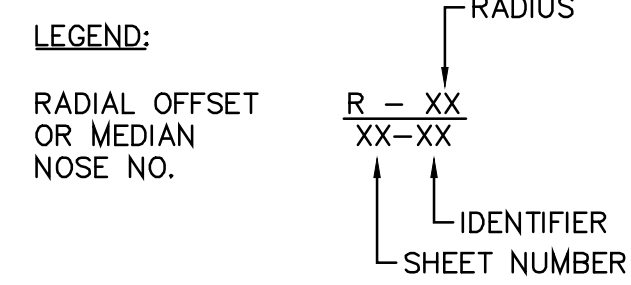 RADIUS
LEGEND:
RADIAL OFFSET
OR MEDIAN
NOSE NO.
R - XX
XX-XX
IDENTIFIER
SHEET NUMBER